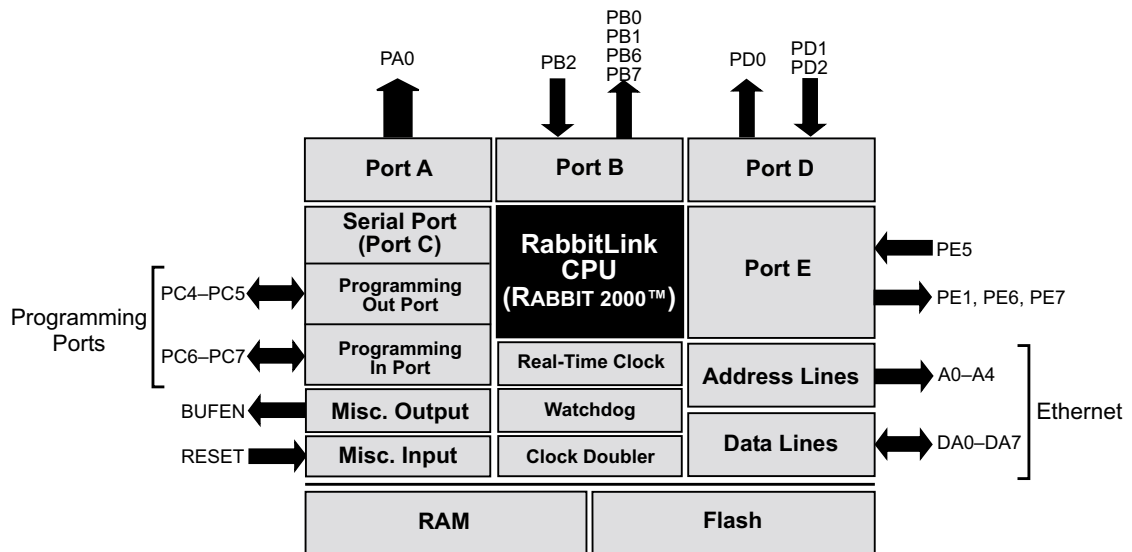 PA0
PB2
PB0
PB1
PB6
PB7
PD0
PD1
PD2
Port A
Port B
Port D
Serial Port
(Port C)
RabbitLink
CPU
(RABBIT 2000™)
Port E
PE5
PE1, PE6, PE7
Programming
Ports
PC4–PC5
Programming
Out Port
PC6–PC7
Programming
In Port
Real-Time Clock
Address Lines
A0–A4
Ethernet
BUFEN
Misc. Output
Watchdog
Data Lines
DA0–DA7
RESET
Misc. Input
Clock Doubler
RAM
Flash